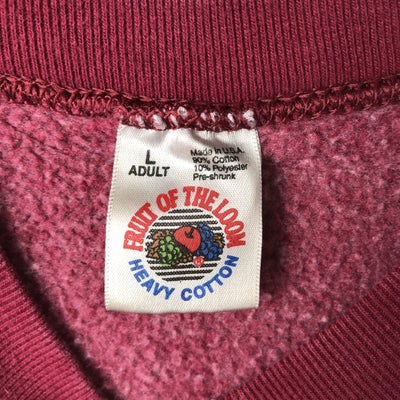 L
ADULT
Made in U.S.A.
90% Cotton
10% Polyester
Pre-shrunk
FRUIT OF THE LOOM
HEAVY COTTON